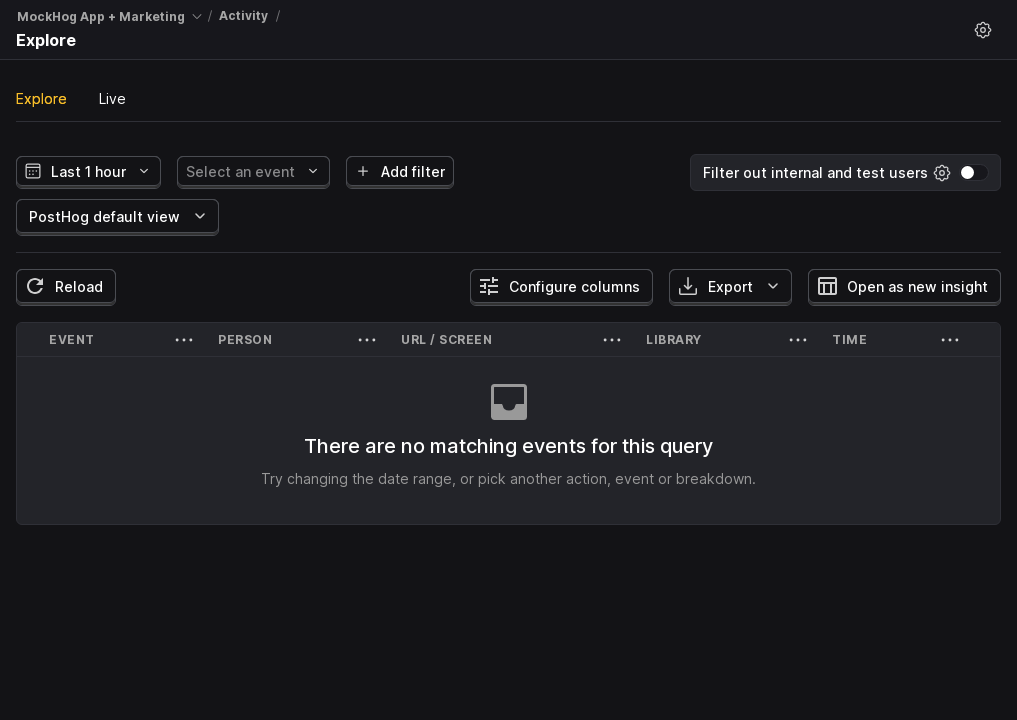 MockHog App + Marketing / Activity /
Explore
Explore Live
Last 1 hour Select an event Add filter Filter out internal and test users
PostHog default view
Reload Configure columns Export Open as new insight
EVENT PERSON URL / SCREEN LIBRARY TIME
There are no matching events for this query
Try changing the date range, or pick another action, event or breakdown.